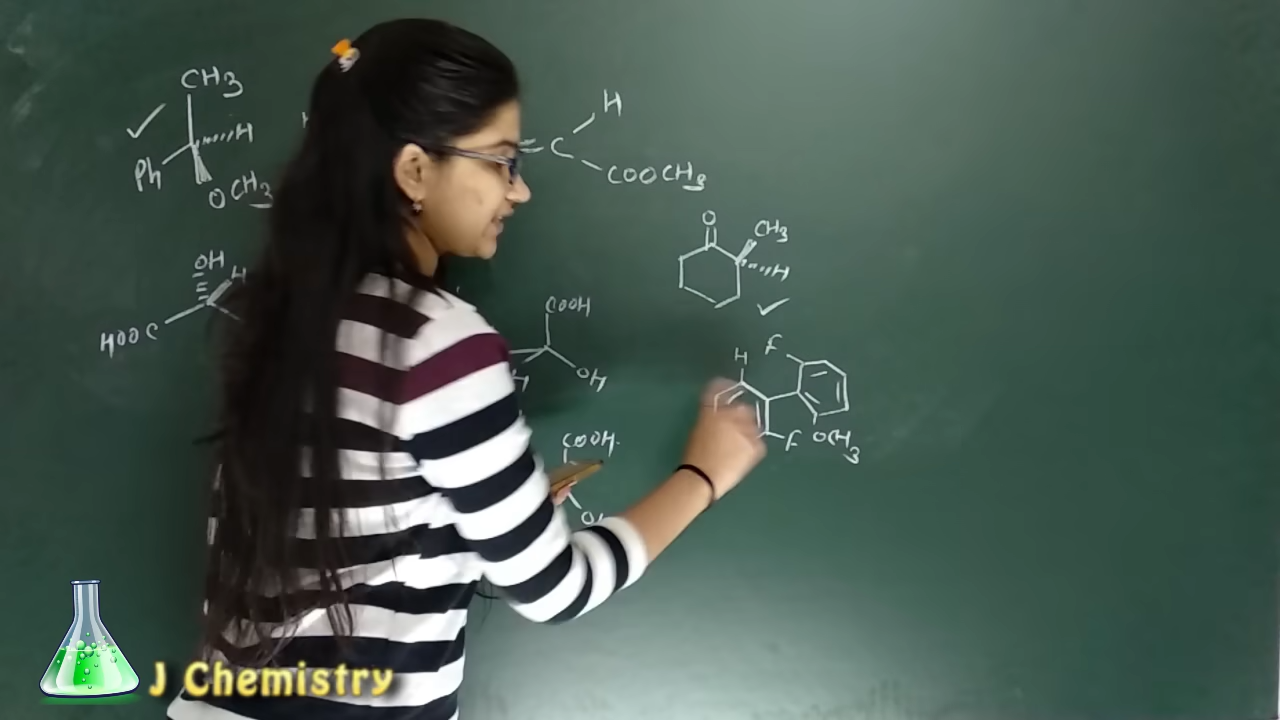 CH3
H
Ph
OCH3
H
=C
COOCH3
O
CH3
H
OH
H
HOOC
COOH
H
OH
H
F
F
OCH3
COOH
J Chemistry